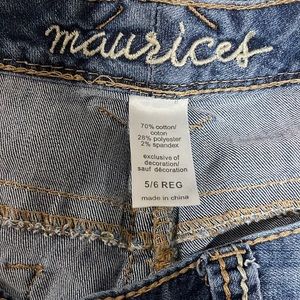 maurices
70% cotton/
coton
28% polyester
2% spandex
exclusive of
decoration/
sauf décoration
5/6 REG
made in china